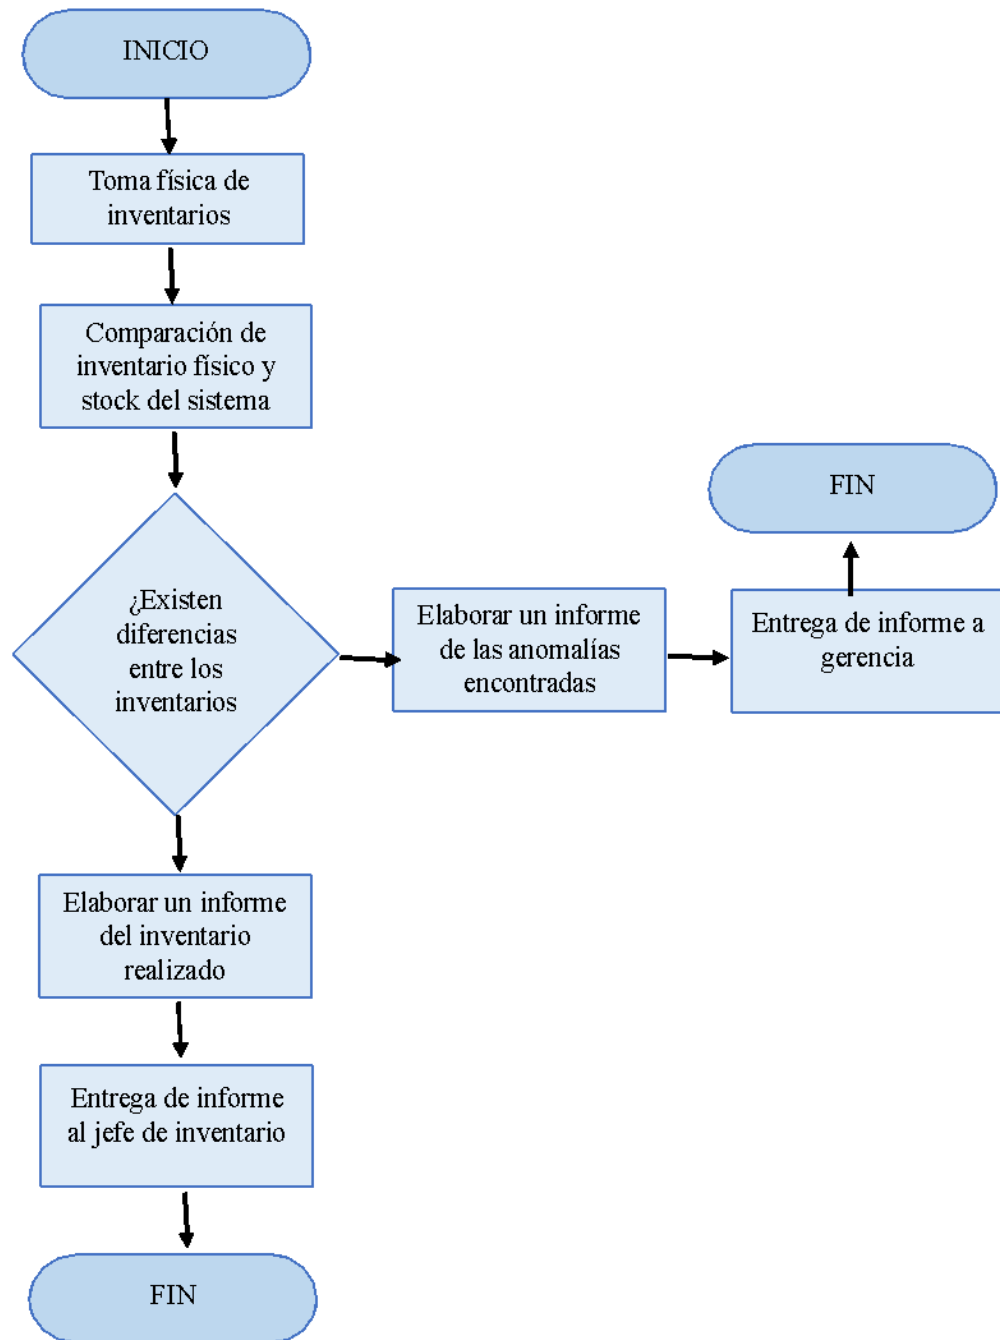 INICIO
Toma física de
inventarios
Comparación de
inventario físico y
stock del sistema
¿Existen
diferencias
entre los
inventarios
Elaborar un informe
de las anomalías
encontradas
Entrega de informe a
gerencia
FIN
Elaborar un informe
del inventario
realizado
Entrega de informe
al jefe de inventario
FIN